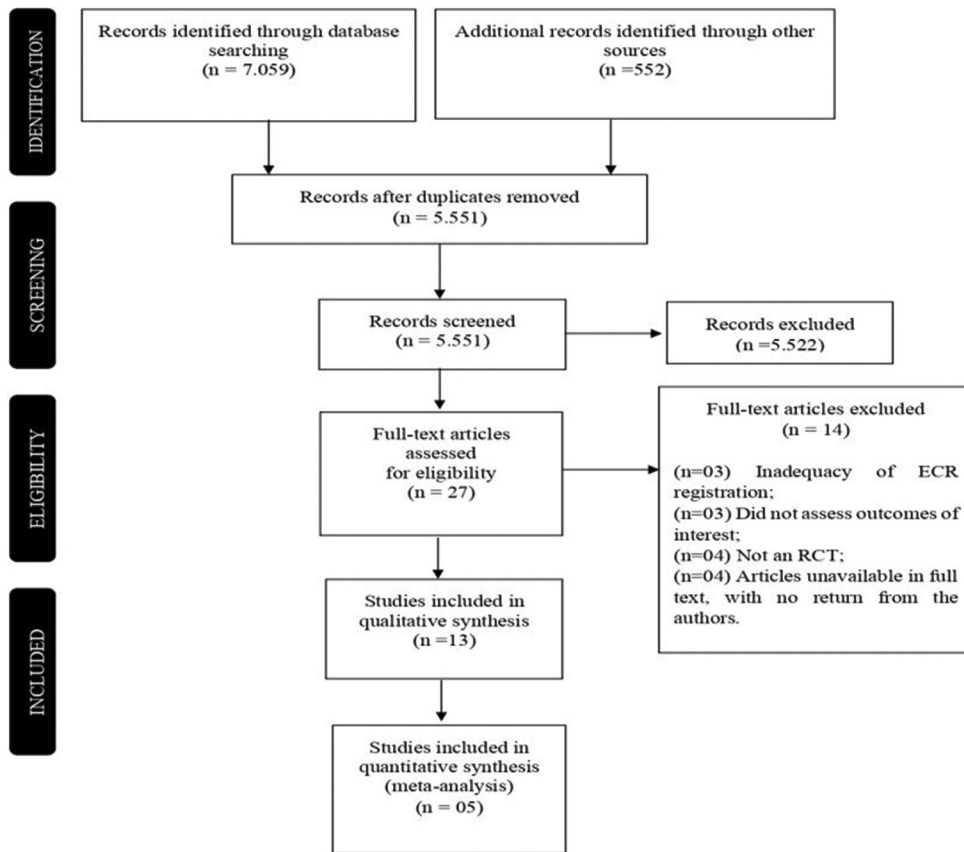 IDENTIFICATION
Records identified through database
searching
(n = 7.059)
Additional records identified through other
sources
(n =552)
Records after duplicates removed
(n = 5.551)
SCREENING
Records screened
(n = 5.551)
Records excluded
(n =5.522)
ELIGIBILITY
Full-text articles
assessed
for eligibility
(n = 27)
Full-text articles excluded
(n = 14)
(n=03) Inadequacy of ECR
registration;
(n=03) Did not assess outcomes of
interest;
(n=04) Not an RCT;
(n=04) Articles unavailable in full
text, with no return from the
authors.
INCLUDED
Studies included in
qualitative synthesis
(n =13)
Studies included in
quantitative synthesis
(meta-analysis)
(n = 05)